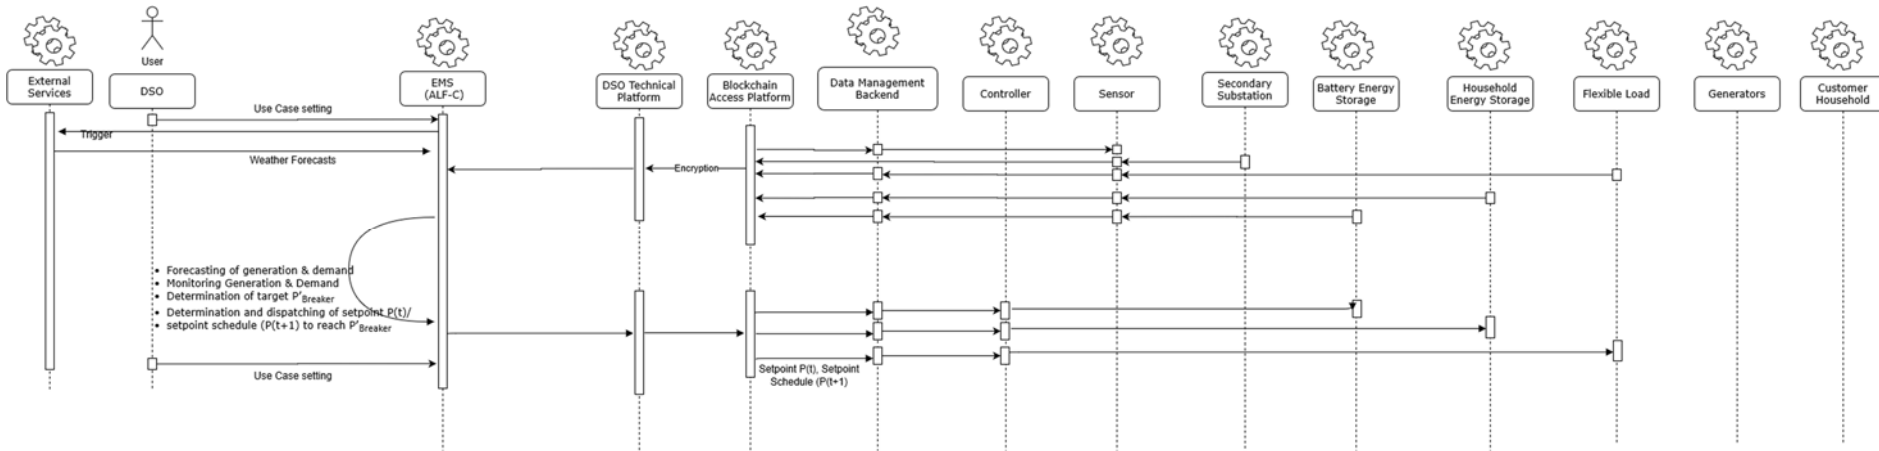 User
External
Services
DSO
EMS
(ALF-C)
DSO Technical
Platform
Blockchain
Access Platform
Data Management
Backend
Controller
Sensor
Secondary
Substation
Battery Energy
Storage
Household
Energy Storage
Flexible Load
Generators
Customer
Household
Use Case setting
Trigger
Weather Forecasts
Encryption
• Forecasting of generation & demand
• Monitoring Generation & Demand
• Determination of target P'Breaker
• Determination and dispatching of setpoint P(t)/
• setpoint schedule (P(t+1) to reach P'Breaker
Use Case setting
Setpoint P(t), Setpoint
Schedule (P(t+1)